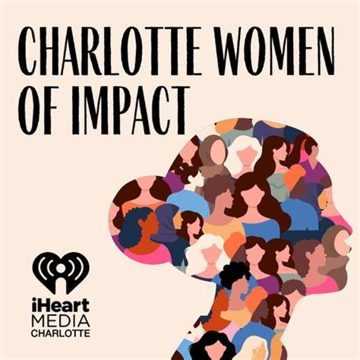 CHARLOTTE WOMEN
OF IMPACT
iHeart
MEDIA
CHARLOTTE